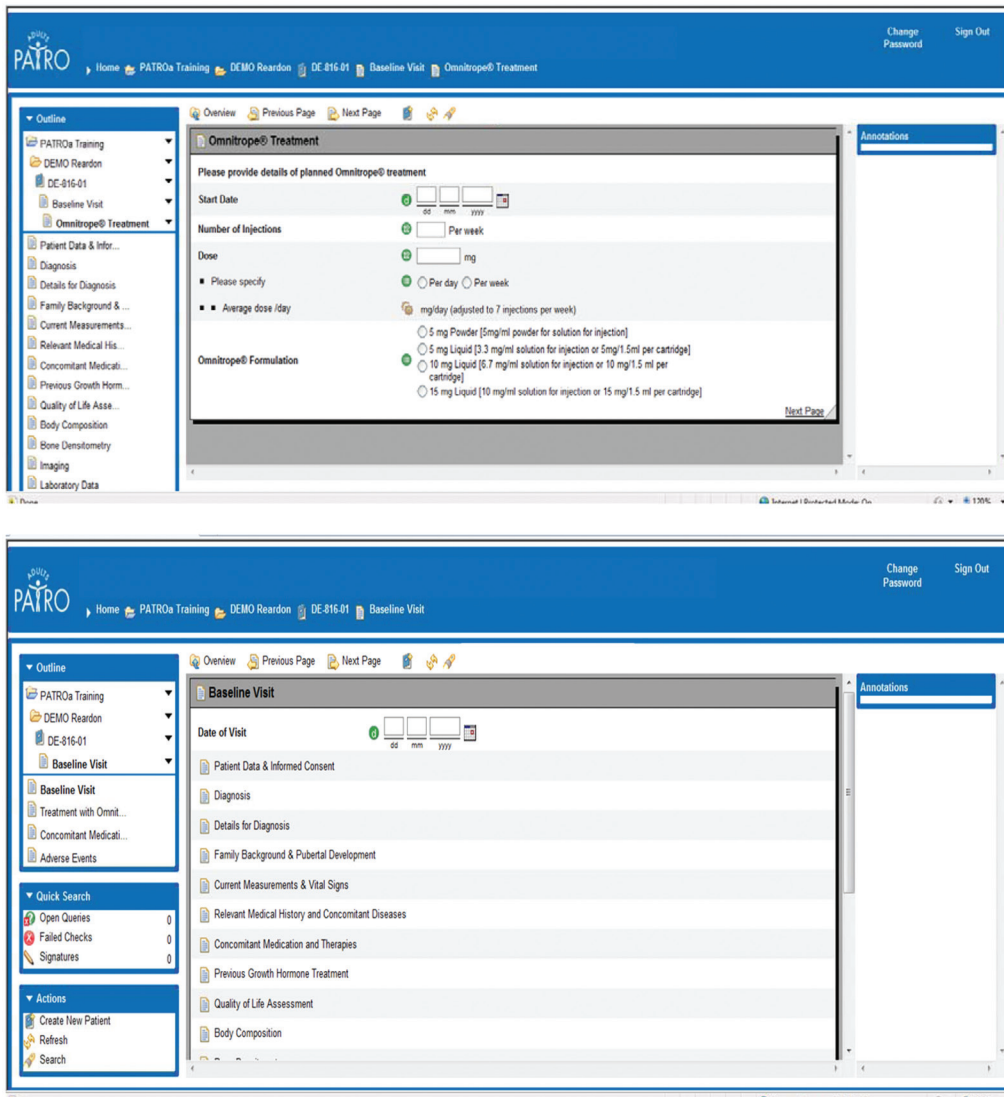 ADULTS
PATRO
Home PATROa Training DEMO Reardon DE-816-01 Baseline Visit Omnitrope® Treatment
Change Password
Sign Out
Outline
PATROa Training
DEMO Reardon
DE-816-01
Baseline Visit
Omnitrope® Treatment
Patient Data & Infor...
Diagnosis
Details for Diagnosis
Family Background & ...
Current Measurements...
Relevant Medical His...
Concomitant Medicati...
Previous Growth Horm...
Quality of Life Asse...
Body Composition
Bone Densitometry
Imaging
Laboratory Data
Overview Previous Page Next Page
Omnitrope® Treatment
Please provide details of planned Omnitrope® treatment
Start Date
dd mm yyyy
Number of Injections Per week
Dose mg
Please specify Per day Per week
Average dose /day mg/day (adjusted to 7 injections per week)
Omnitrope® Formulation
5 mg Powder [5mg/ml powder for solution for injection]
5 mg Liquid [3.3 mg/ml solution for injection or 5mg/1.5ml per cartridge]
10 mg Liquid [6.7 mg/ml solution for injection or 10 mg/1.5 ml per
cartridge]
15 mg Liquid [10 mg/ml solution for injection or 15 mg/1.5 ml per cartridge]
Next Page
Annotations
Done
Internet | Protected Mode: On
120%
ADULTS
PATRO
Home PATROa Training DEMO Reardon DE-816-01 Baseline Visit
Change Password
Sign Out
Outline
PATROa Training
DEMO Reardon
DE-816-01
Baseline Visit
Baseline Visit
Treatment with Omnit...
Concomitant Medicati...
Adverse Events
Quick Search
Open Queries 0
Failed Checks 0
Signatures 0
Actions
Create New Patient
Refresh
Search
Overview Previous Page Next Page
Baseline Visit
Date of Visit
dd mm yyyy
Patient Data & Informed Consent
Diagnosis
Details for Diagnosis
Family Background & Pubertal Development
Current Measurements & Vital Signs
Relevant Medical History and Concomitant Diseases
Concomitant Medication and Therapies
Previous Growth Hormone Treatment
Quality of Life Assessment
Body Composition
Annotations